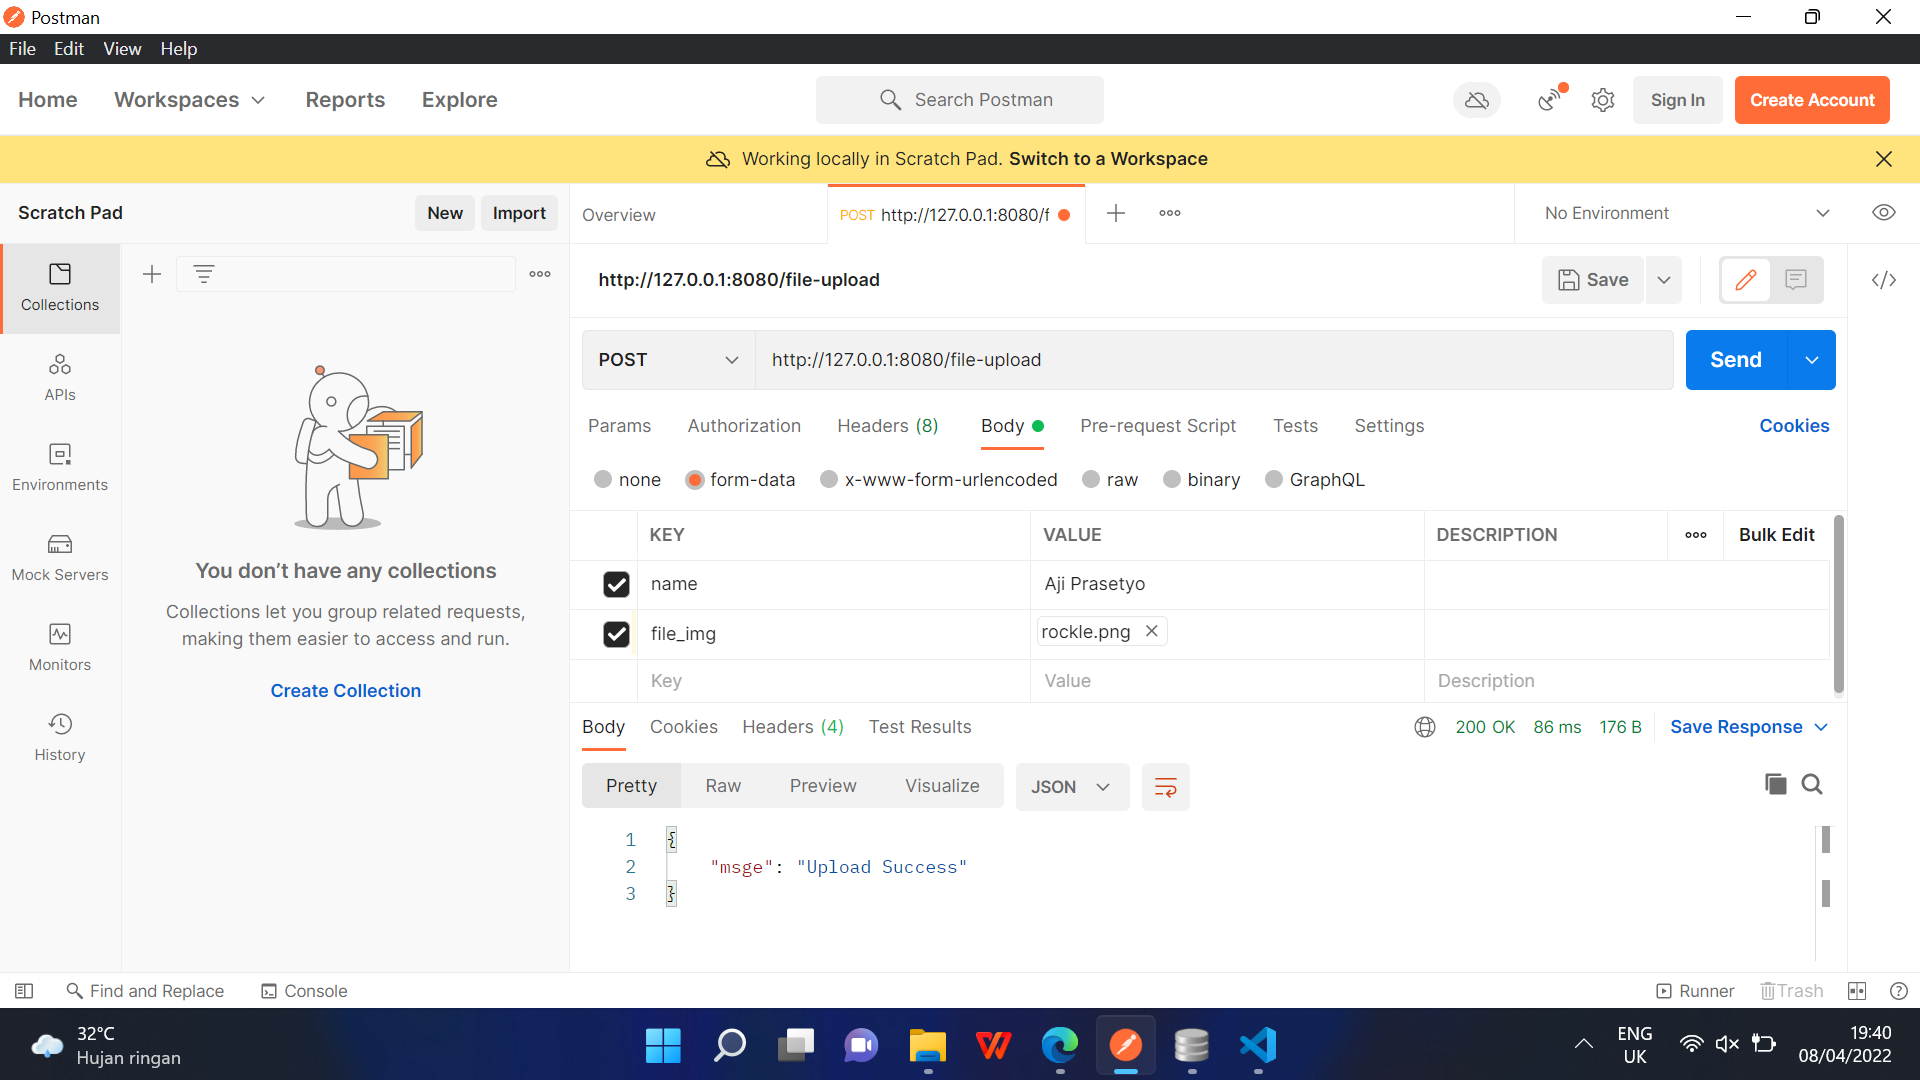 Postman
File Edit View Help
Home Workspaces Reports Explore
Search Postman
Sign In
Create Account
Working locally in Scratch Pad. Switch to a Workspace
Scratch Pad
New
Import
Overview
POST http://127.0.0.1:8080/f
No Environment
Collections
APIs
Environments
Mock Servers
Monitors
History
You don’t have any collections
Collections let you group related requests,
making them easier to access and run.
Create Collection
http://127.0.0.1:8080/file-upload
Save
POST
http://127.0.0.1:8080/file-upload
Send
Params Authorization Headers (8) Body Pre-request Script Tests Settings Cookies
none form-data x-www-form-urlencoded raw binary GraphQL
KEY VALUE DESCRIPTION Bulk Edit
name Aji Prasetyo
file_img rockle.png
Key Value Description
Body Cookies Headers (4) Test Results 200 OK 86 ms 176 B Save Response
Pretty Raw Preview Visualize JSON
1 {
2 "msge": "Upload Success"
3 }
Find and Replace Console Runner Trash
32°C
Hujan ringan
ENG
UK
19:40
08/04/2022